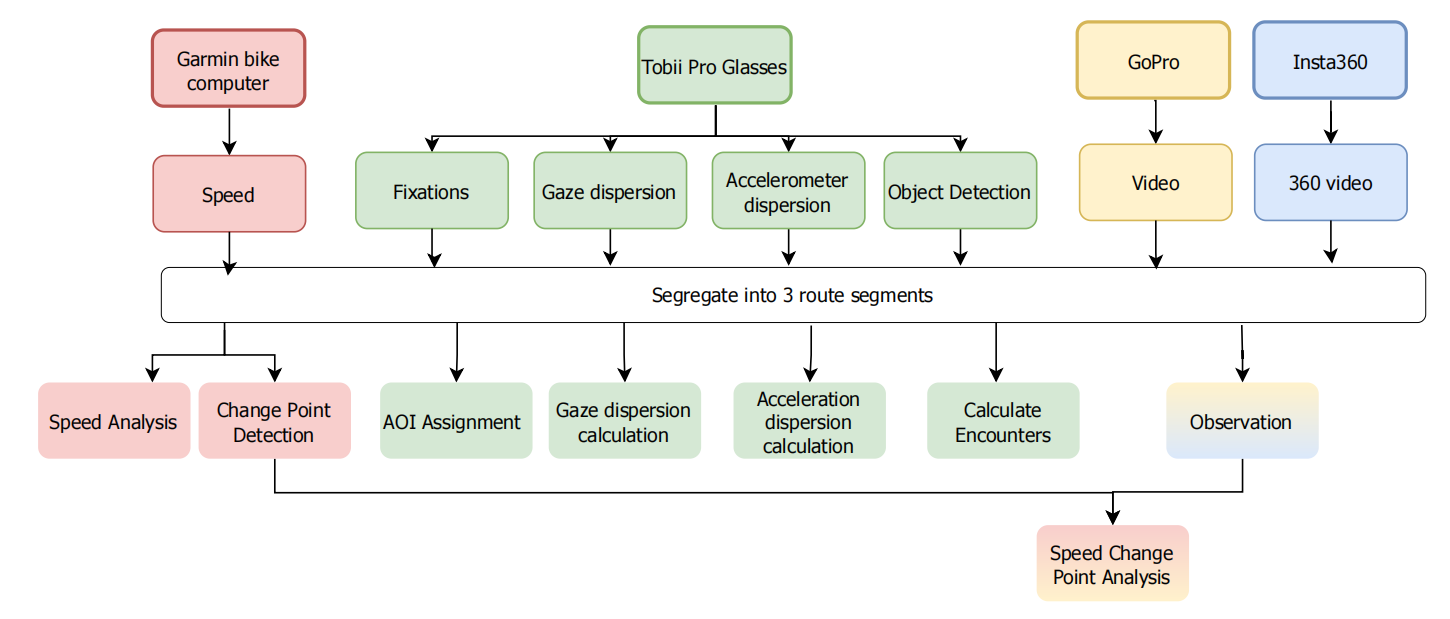 Garmin bike
computer
Tobii Pro Glasses
GoPro
Insta360
Speed
Fixations
Gaze dispersion
Accelerometer
dispersion
Object Detection
Video
360 video
Segregate into 3 route segments
Speed Analysis
Change Point
Detection
AOI Assignment
Gaze dispersion
calculation
Acceleration
dispersion
calculation
Calculate
Encounters
Observation
Speed Change
Point Analysis